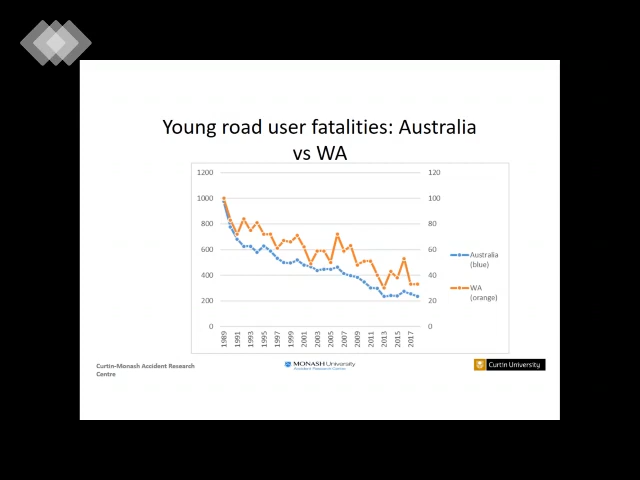 Young road user fatalities: Australia
vs WA
1200
1000
800
600
400
200
0
120
100
80
60
40
20
0
1989
1991
1993
1995
1997
1999
2001
2003
2005
2007
2009
2011
2013
2015
2017
Australia
(blue)
WA
(orange)
Curtin-Monash Accident Research
Centre
MONASH University
Accident Research Centre
Curtin University